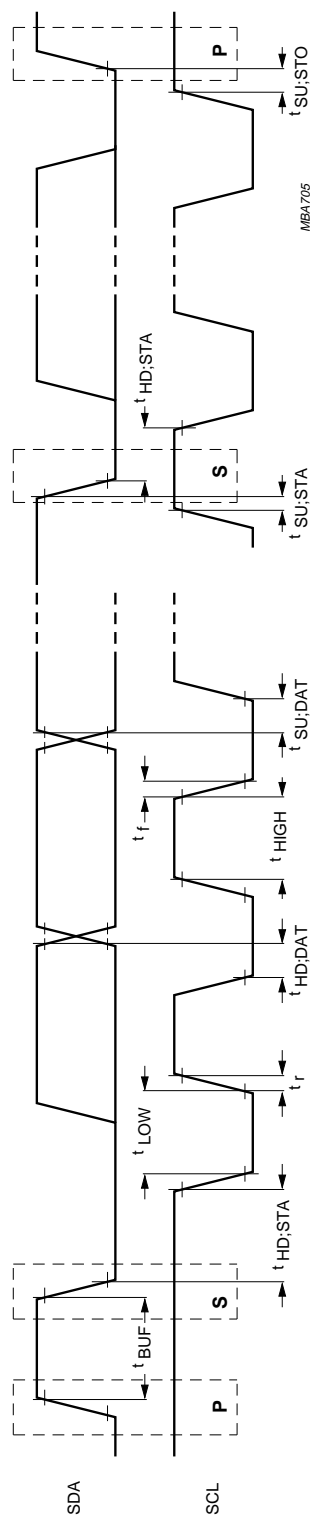 SDA
SCL
P
t BUF
S
t HD;STA
t LOW
t r
t HD;DAT
t HIGH
t f
t SU;DAT
t SU;STA
S
t HD;STA
P
t SU;STO
MBA705